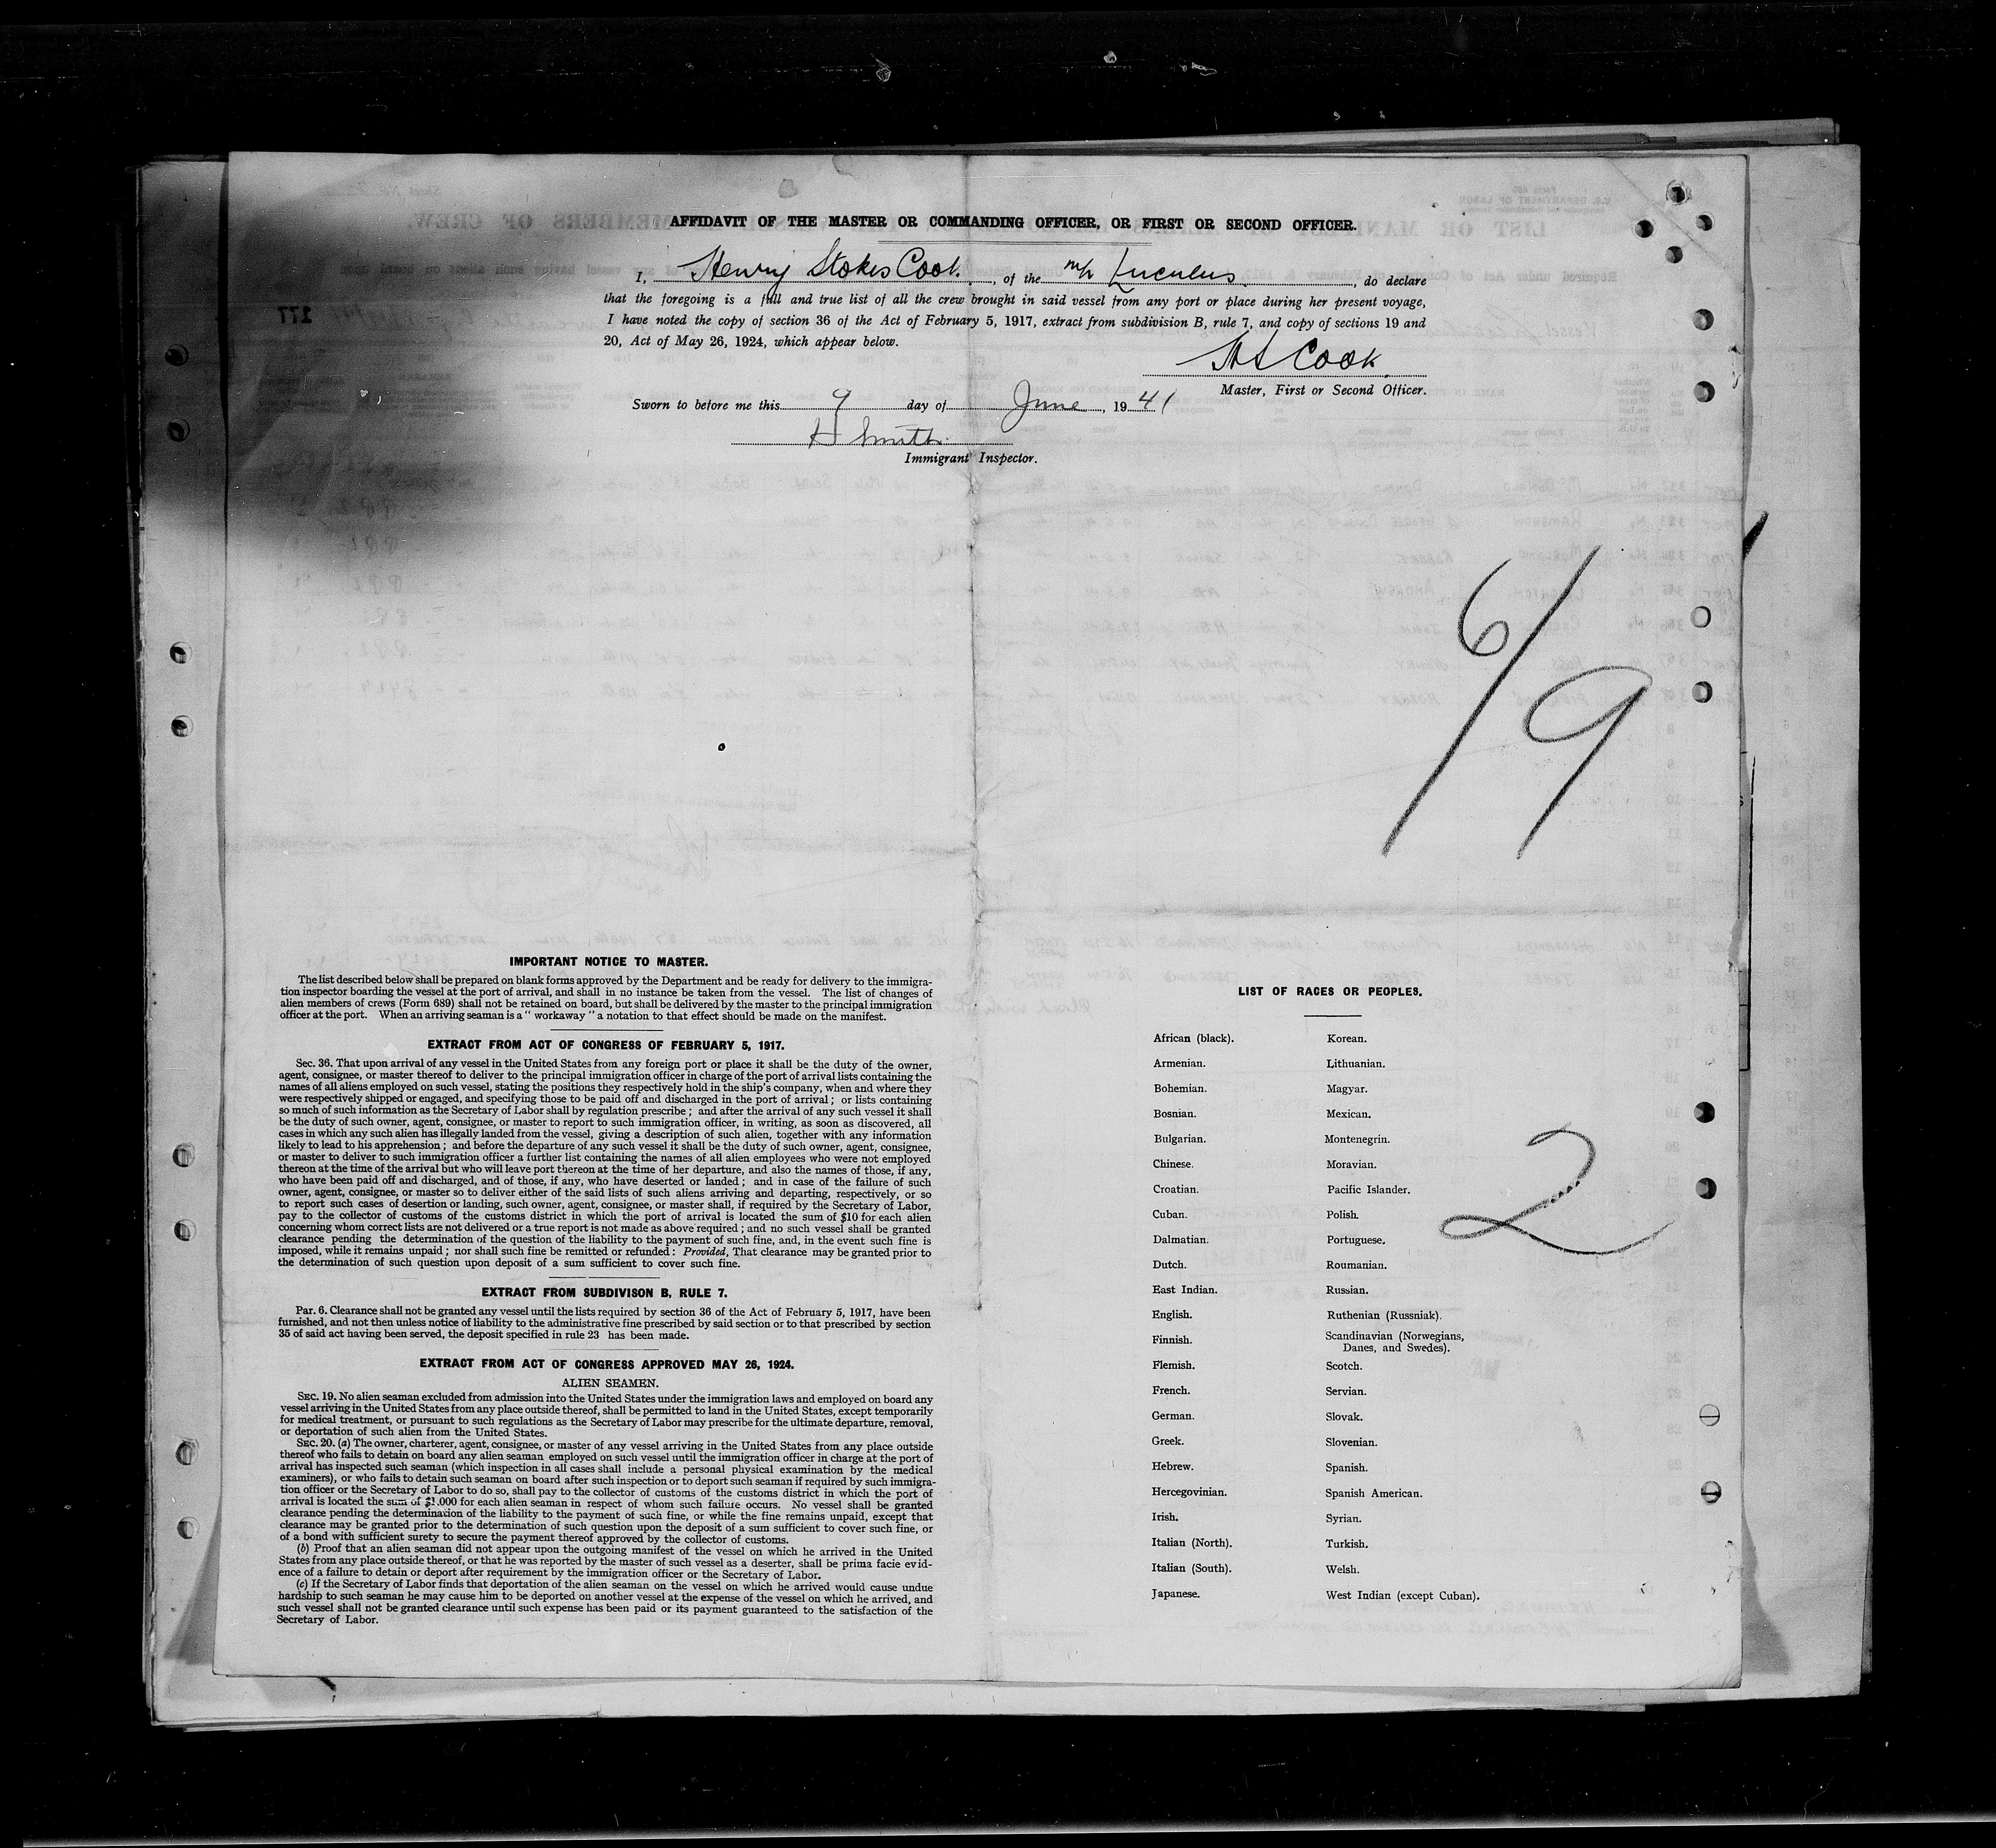 AFFIDAVIT OF THE MASTER OR COMMANDING OFFICER, OR FIRST OR SECOND OFFICER.
I, Henry Stokes Cook, of the Luculus, do declare
that the foregoing is a full and true list of all the crew brought in said vessel from any port or place during her present voyage,
I have noted the copy of section 36 of the Act of February 5, 1917, extract from subdivision B, rule 7, and copy of sections 19 and
20, Act of May 26, 1924, which appear below.
HS Cook
Master, First or Second Officer.
Sworn to before me this 9 day of June, 1941
H Smith
Immigrant Inspector.
177
6/9
IMPORTANT NOTICE TO MASTER.
The list described below shall be prepared on blank forms approved by the Department and be ready for delivery to the immigra-
tion inspector boarding the vessel at the port of arrival, and shall in no instance be taken from the vessel. The list of changes of
alien members of crews (Form 689) shall not be retained on board, but shall be delivered by the master to the principal immigration
officer at the port. When an arriving seaman is a "workaway" a notation to that effect should be made on the manifest.
EXTRACT FROM ACT OF CONGRESS OF FEBRUARY 5, 1917.
Sec. 36. That upon arrival of any vessel in the United States from any foreign port or place it shall be the duty of the owner,
agent, consignee, or master thereof to deliver to the principal immigration officer in charge of the port of arrival lists containing the
names of all aliens employed on such vessel, stating the positions they respectively hold in the ship's company, when and where they
were respectively shipped or engaged, and specifying those to be paid off and discharged in the port of arrival; or lists containing
so much of such information as the Secretary of Labor shall by regulation prescribe; and after the arrival of any such vessel it shall
be the duty of such owner, agent, consignee, or master to report to such immigration officer, in writing, as soon as discovered, all
cases in which any such alien has illegally landed from the vessel, giving a description of such alien, together with any information
likely to lead to his apprehension; and before the departure of any such vessel it shall be the duty of such owner, agent, consignee,
or master to deliver to such immigration officer a further list containing the names of all alien employees who were not employed
thereon at the time of the arrival but who will leave port thereon at the time of her departure, and also the names of those, if any,
who have been paid off and discharged, and of those, if any, who have deserted or landed; and in case of the failure of such
owner, agent, consignee, or master so to deliver either of the said lists of such aliens arriving and departing, respectively, or so
to report such cases of desertion or landing, such owner, agent, consignee, or master shall, if required by the Secretary of Labor,
pay to the collector of customs of the customs district in which the port of arrival is located the sum of $10 for each alien
concerning whom correct lists are not delivered or a true report is not made as above required; and no such vessel shall be granted
clearance pending the determination of the question of the liability to the payment of such fine, and, in the event such fine is
imposed, while it remains unpaid; nor shall such fine be remitted or refunded: Provided, That clearance may be granted prior to
the determination of such question upon deposit of a sum sufficient to cover such fine.
EXTRACT FROM SUBDIVISON B, RULE 7.
Par. 6. Clearance shall not be granted any vessel until the lists required by section 36 of the Act of February 5, 1917, have been
furnished, and not then unless notice of liability to the administrative fine prescribed by said section or to that prescribed by section
35 of said act having been served, the deposit specified in rule 23 has been made.
EXTRACT FROM ACT OF CONGRESS APPROVED MAY 26, 1924.
ALIEN SEAMEN.
SEC. 19. No alien seaman excluded from admission into the United States under the immigration laws and employed on board any
vessel arriving in the United States from any place outside thereof, shall be permitted to land in the United States, except temporarily
for medical treatment, or pursuant to such regulations as the Secretary of Labor may prescribe for the ultimate departure, removal,
or deportation of such alien from the United States.
SEC. 20. (a) The owner, charterer, agent, consignee, or master of any vessel arriving in the United States from any place outside
thereof who fails to detain on board any alien seaman employed on such vessel until the immigration officer in charge at the port of
arrival has inspected such seaman (which inspection in all cases shall include a personal physical examination by the medical
examiners), or who fails to detain such seaman on board after such inspection or to deport such seaman if required by such immigra-
tion officer or the Secretary of Labor to do so, shall pay to the collector of customs of the customs district in which the port of
arrival is located the sum of $1,000 for each alien seaman in respect of whom such failure occurs. No vessel shall be granted
clearance pending the determination of the liability to the payment of such fine, or while the fine remains unpaid, except that
clearance may be granted prior to the determination of such question upon the deposit of a sum sufficient to cover such fine, or
of a bond with sufficient surety to secure the payment thereof approved by the collector of customs.
(b) Proof that an alien seaman did not appear upon the outgoing manifest of the vessel on which he arrived in the United
States from any place outside thereof, or that he was reported by the master of such vessel as a deserter, shall be prima facie evid-
ence of a failure to detain or deport after requirement by the immigration officer or the Secretary of Labor.
(c) If the Secretary of Labor finds that deportation of the alien seaman on the vessel on which he arrived would cause undue
hardship to such seaman he may cause him to be deported on another vessel at the expense of the vessel on which he arrived, and
such vessel shall not be granted clearance until such expense has been paid or its payment guaranteed to the satisfaction of the
Secretary of Labor.
LIST OF RACES OR PEOPLES.
African (black).
Armenian.
Bohemian.
Bosnian.
Bulgarian.
Chinese.
Croatian.
Cuban.
Dalmatian.
Dutch.
East Indian.
English.
Finnish.
Flemish.
French.
German.
Greek.
Hebrew.
Hercegovinian.
Irish.
Italian (North).
Italian (South).
Japanese.
Korean.
Lithuanian.
Magyar.
Mexican.
Montenegrin.
Moravian.
Pacific Islander.
Polish.
Portuguese.
Roumanian.
Russian.
Ruthenian (Russniak).
Scandinavian (Norwegians,
Danes, and Swedes).
Scotch.
Servian.
Slovak.
Slovenian.
Spanish.
Spanish American.
Syrian.
Turkish.
Welsh.
West Indian (except Cuban).
2